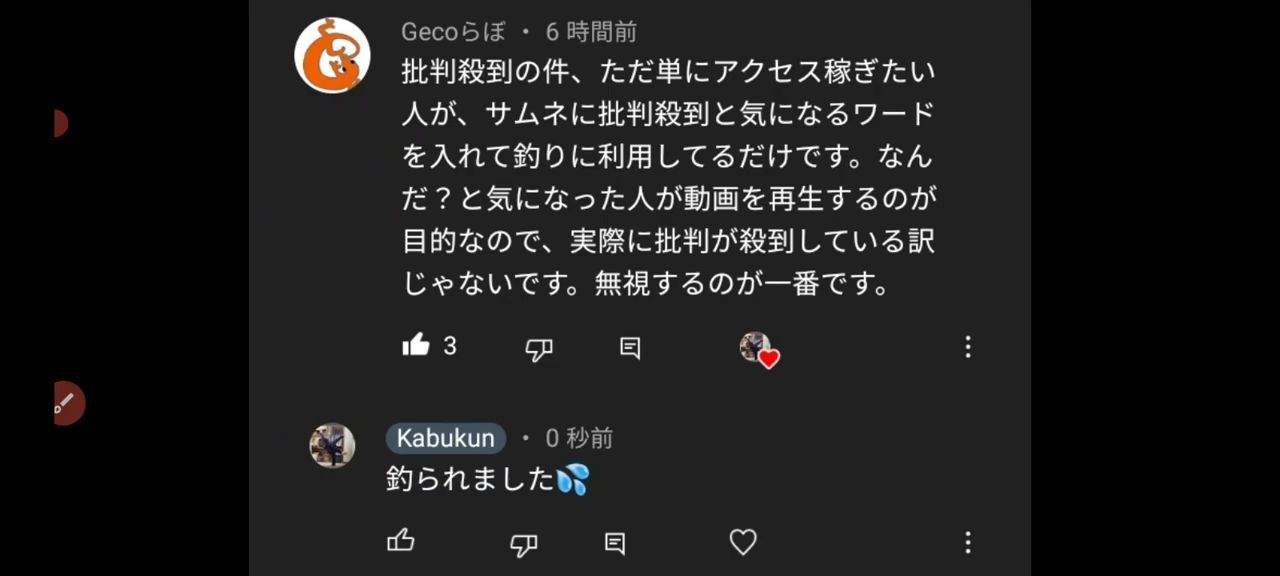 Gecoらぼ ・ 6 時間前
批判殺到の件、ただ単にアクセス稼ぎたい
人が、サムネに批判殺到と気になるワード
を入れて釣りに利用してるだけです。なん
だ？と気になった人が動画を再生するのが
目的なので、実際に批判が殺到している訳
じゃないです。無視するのが一番です。
3
Kabukun ・ 0 秒前
釣られました💦